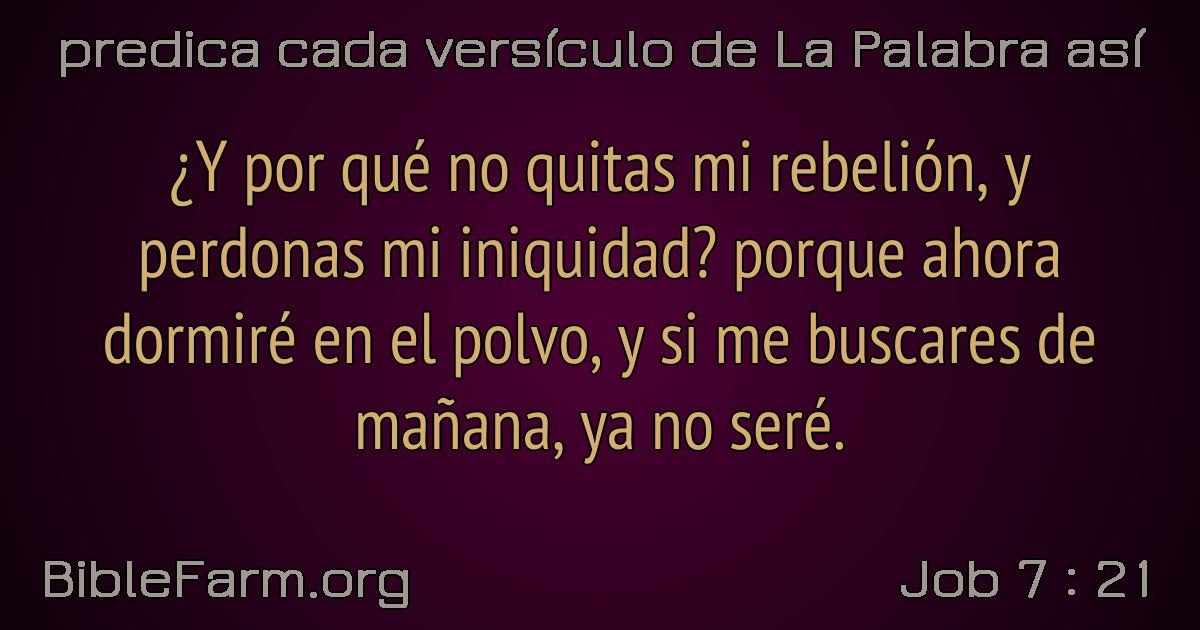 predica cada versículo de La Palabra así
¿Y por qué no quitas mi rebelión, y
perdonas mi iniquidad? porque ahora
dormiré en el polvo, y si me buscares de
mañana, ya no seré.
BibleFarm.org
Job 7 : 21